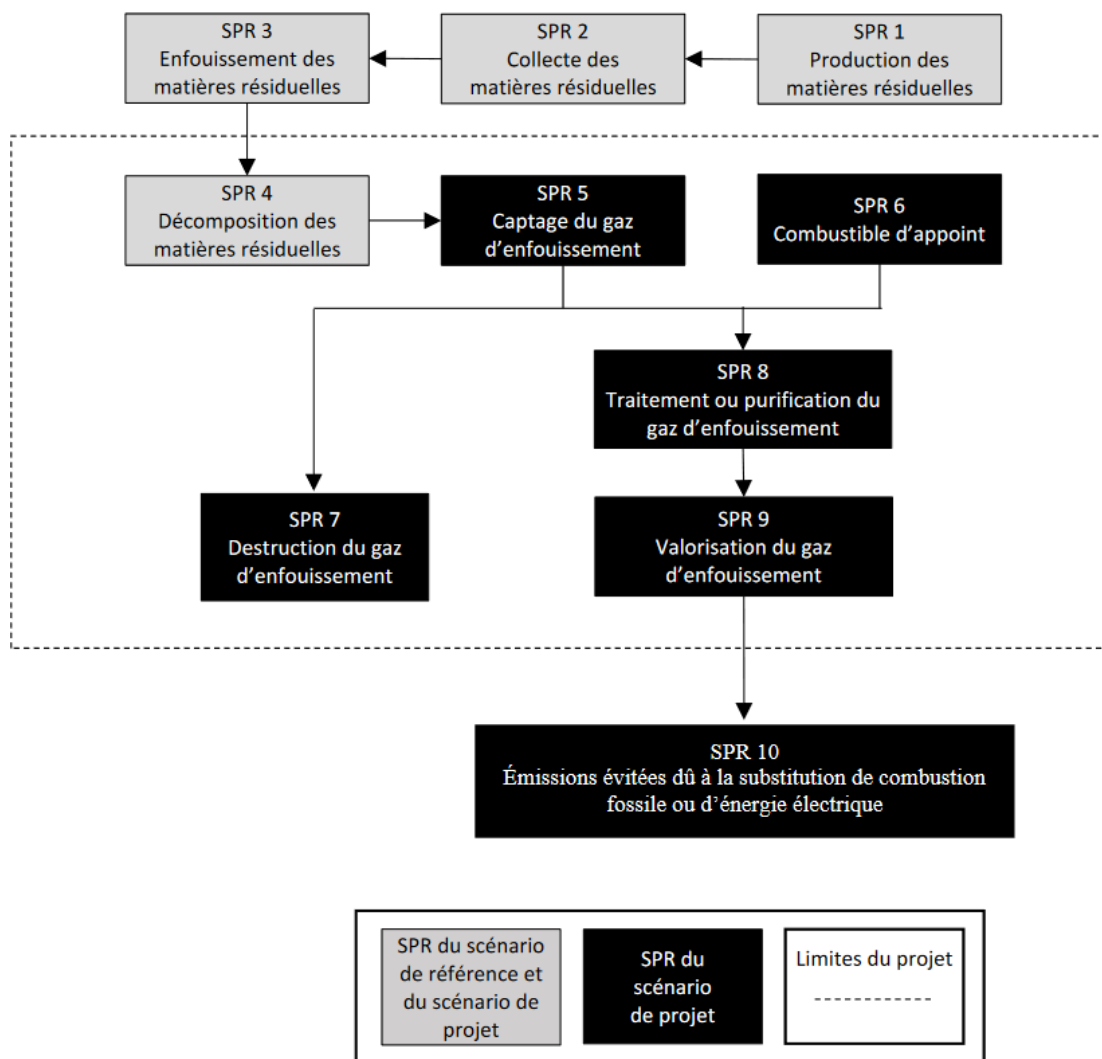 SPR 3
Enfouissement des
matières résiduelles
SPR 2
Collecte des
matières résiduelles
SPR 1
Production des
matières résiduelles
SPR 4
Décomposition des
matières résiduelles
SPR 5
Captage du gaz
d’enfouissement
SPR 6
Combustible d’appoint
SPR 8
Traitement ou purification du
gaz d’enfouissement
SPR 7
Destruction du gaz
d’enfouissement
SPR 9
Valorisation du gaz
d’enfouissement
SPR 10
Émissions évitées dû à la substitution de combustion
fossile ou d’énergie électrique
SPR du scénario
de référence et
du scénario de
projet
SPR du
scénario
de projet
Limites du projet